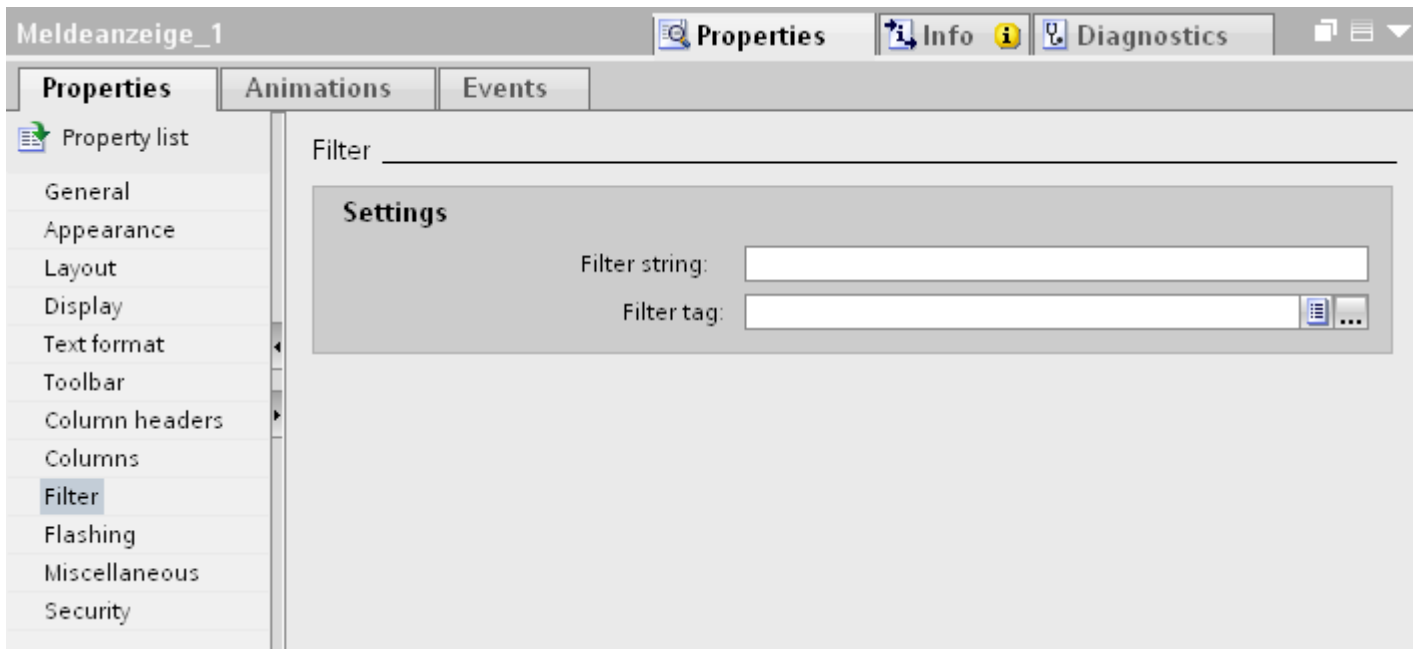 Meldeanzeige_1
Properties
Info
Diagnostics
Properties
Animations
Events
Property list
General
Appearance
Layout
Display
Text format
Toolbar
Column headers
Columns
Filter
Flashing
Miscellaneous
Security
Filter
Settings
Filter string:
Filter tag:
...